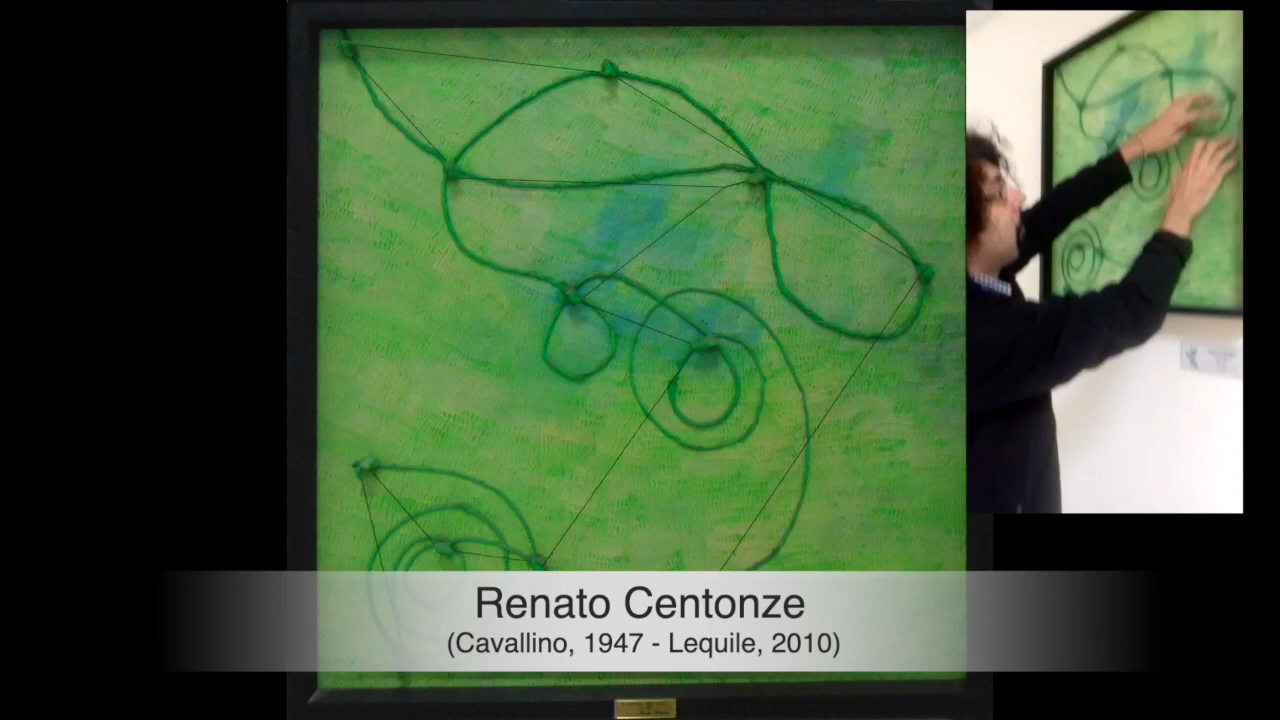 Renato Centonze
(Cavallino, 1947 - Lequile, 2010)